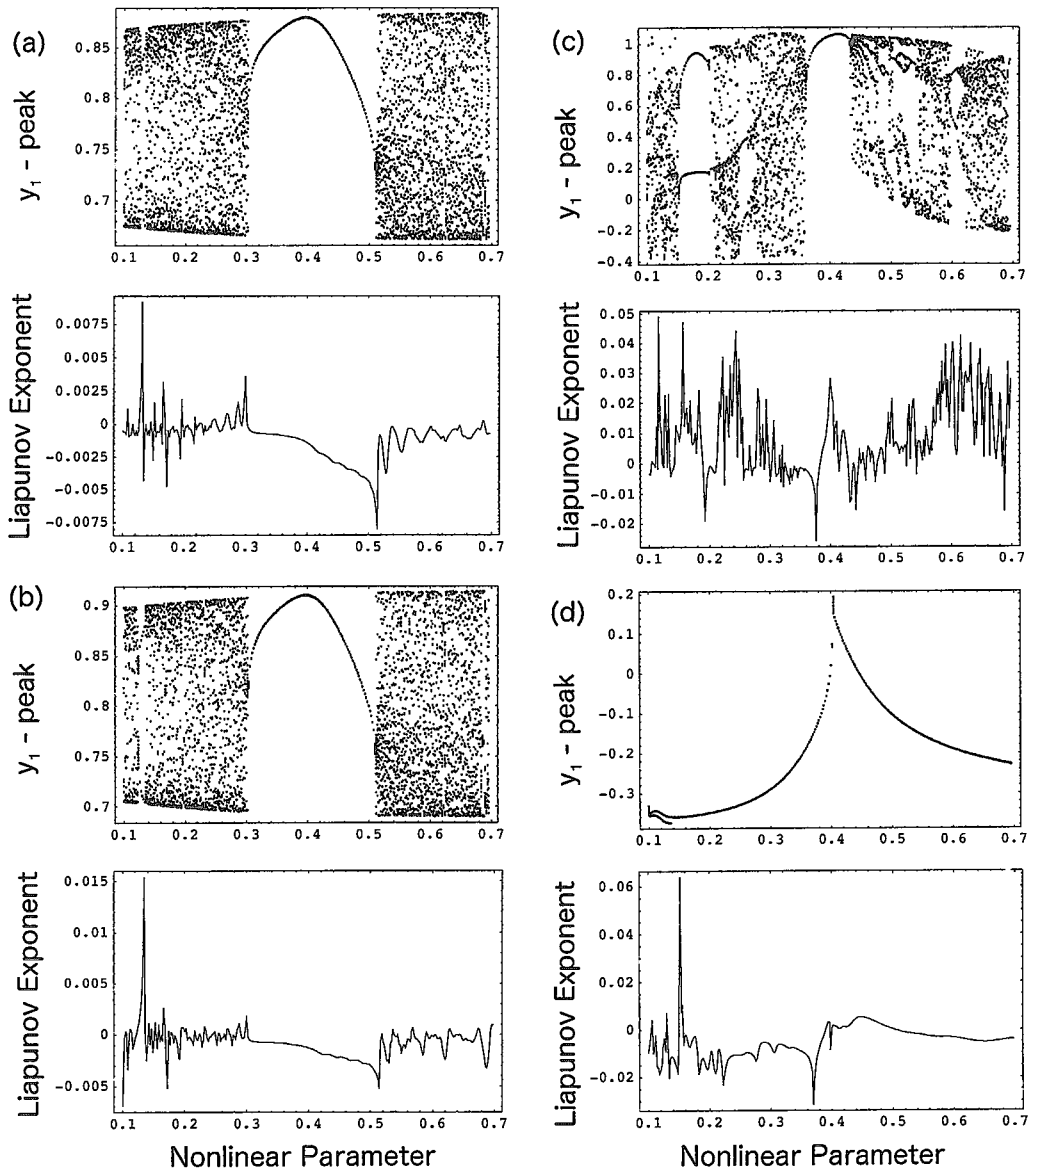 (a)
y₁ - peak
0.85
0.8
0.75
0.7
0.1 0.2 0.3 0.4 0.5 0.6 0.7
Liapunov Exponent
0.0075
0.005
0.0025
0
-0.0025
-0.005
-0.0075
0.1 0.2 0.3 0.4 0.5 0.6 0.7
(b)
y₁ - peak
0.9
0.85
0.8
0.75
0.7
0.1 0.2 0.3 0.4 0.5 0.6 0.7
Liapunov Exponent
0.015
0.01
0.005
0
-0.005
0.1 0.2 0.3 0.4 0.5 0.6 0.7
Nonlinear Parameter
(c)
y₁ - peak
1
0.8
0.6
0.4
0.2
0
-0.2
-0.4
0.1 0.2 0.3 0.4 0.5 0.6 0.7
Liapunov Exponent
0.05
0.04
0.03
0.02
0.01
0
-0.01
-0.02
0.1 0.2 0.3 0.4 0.5 0.6 0.7
(d)
y₁ - peak
0.2
0.1
0
-0.1
-0.2
-0.3
0.1 0.2 0.3 0.4 0.5 0.6 0.7
Liapunov Exponent
0.06
0.04
0.02
0
-0.02
0.1 0.2 0.3 0.4 0.5 0.6 0.7
Nonlinear Parameter